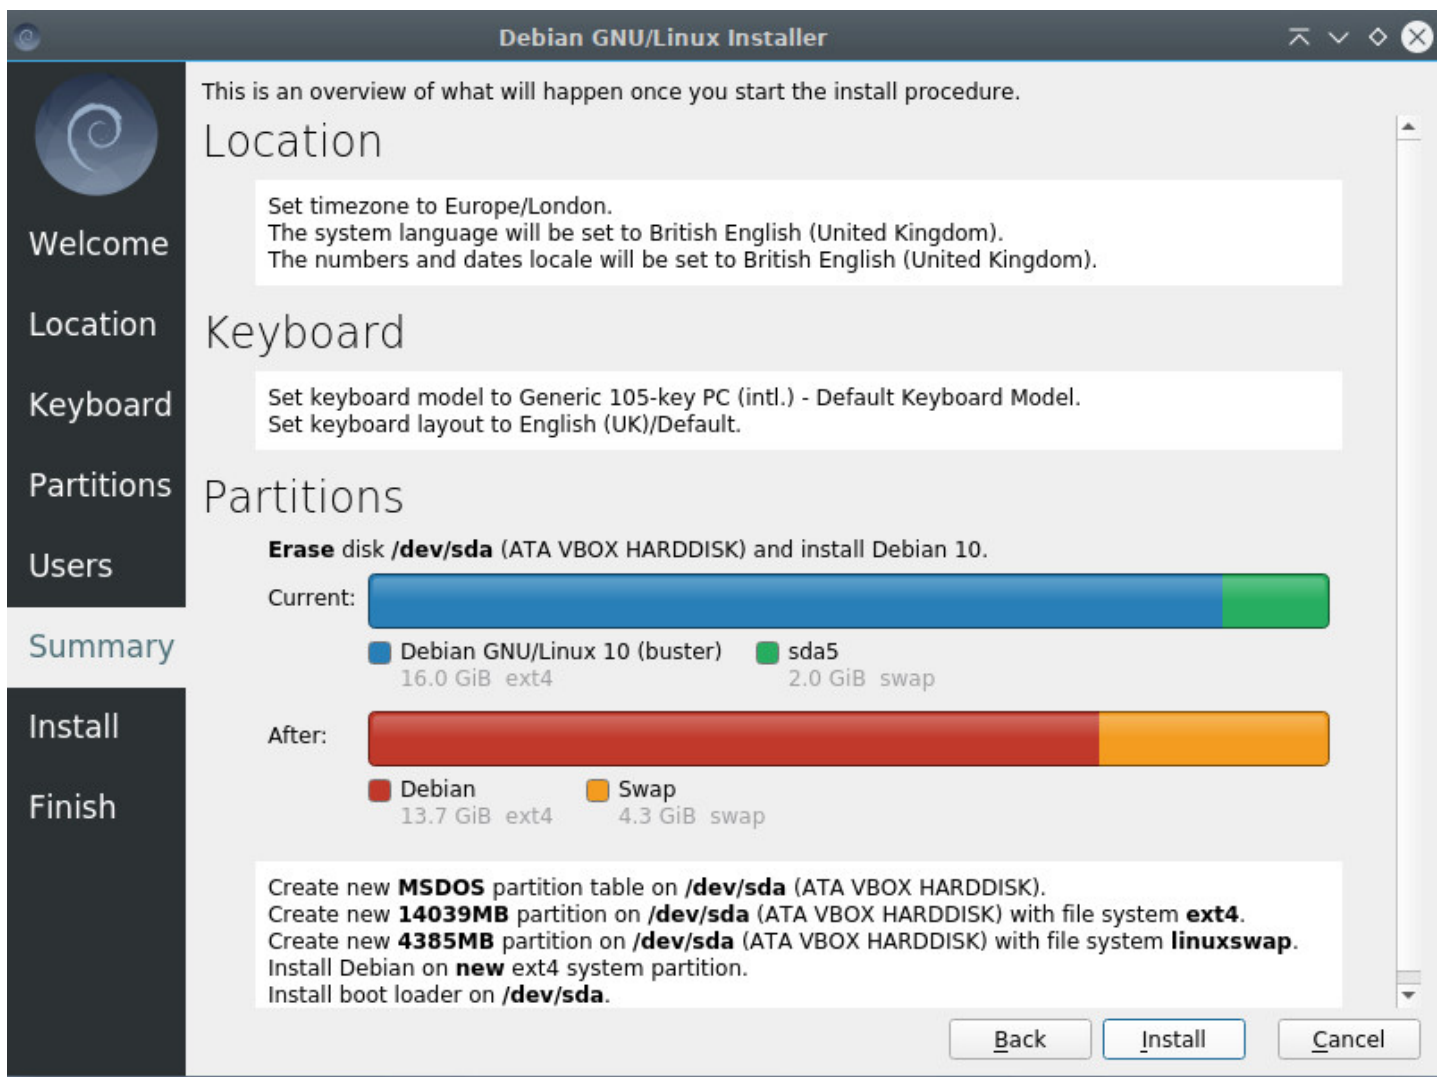 Debian GNU/Linux Installer
This is an overview of what will happen once you start the install procedure.
Welcome
Location
Keyboard
Partitions
Users
Summary
Install
Finish
Location
Set timezone to Europe/London.
The system language will be set to British English (United Kingdom).
The numbers and dates locale will be set to British English (United Kingdom).
Keyboard
Set keyboard model to Generic 105-key PC (intl.) - Default Keyboard Model.
Set keyboard layout to English (UK)/Default.
Partitions
Erase disk /dev/sda (ATA VBOX HARDDISK) and install Debian 10.
Current:
Debian GNU/Linux 10 (buster) sda5
16.0 GiB ext4 2.0 GiB swap
After:
Debian Swap
13.7 GiB ext4 4.3 GiB swap
Create new MSDOS partition table on /dev/sda (ATA VBOX HARDDISK).
Create new 14039MB partition on /dev/sda (ATA VBOX HARDDISK) with file system ext4.
Create new 4385MB partition on /dev/sda (ATA VBOX HARDDISK) with file system linuxswap.
Install Debian on new ext4 system partition.
Install boot loader on /dev/sda.
Back Install Cancel